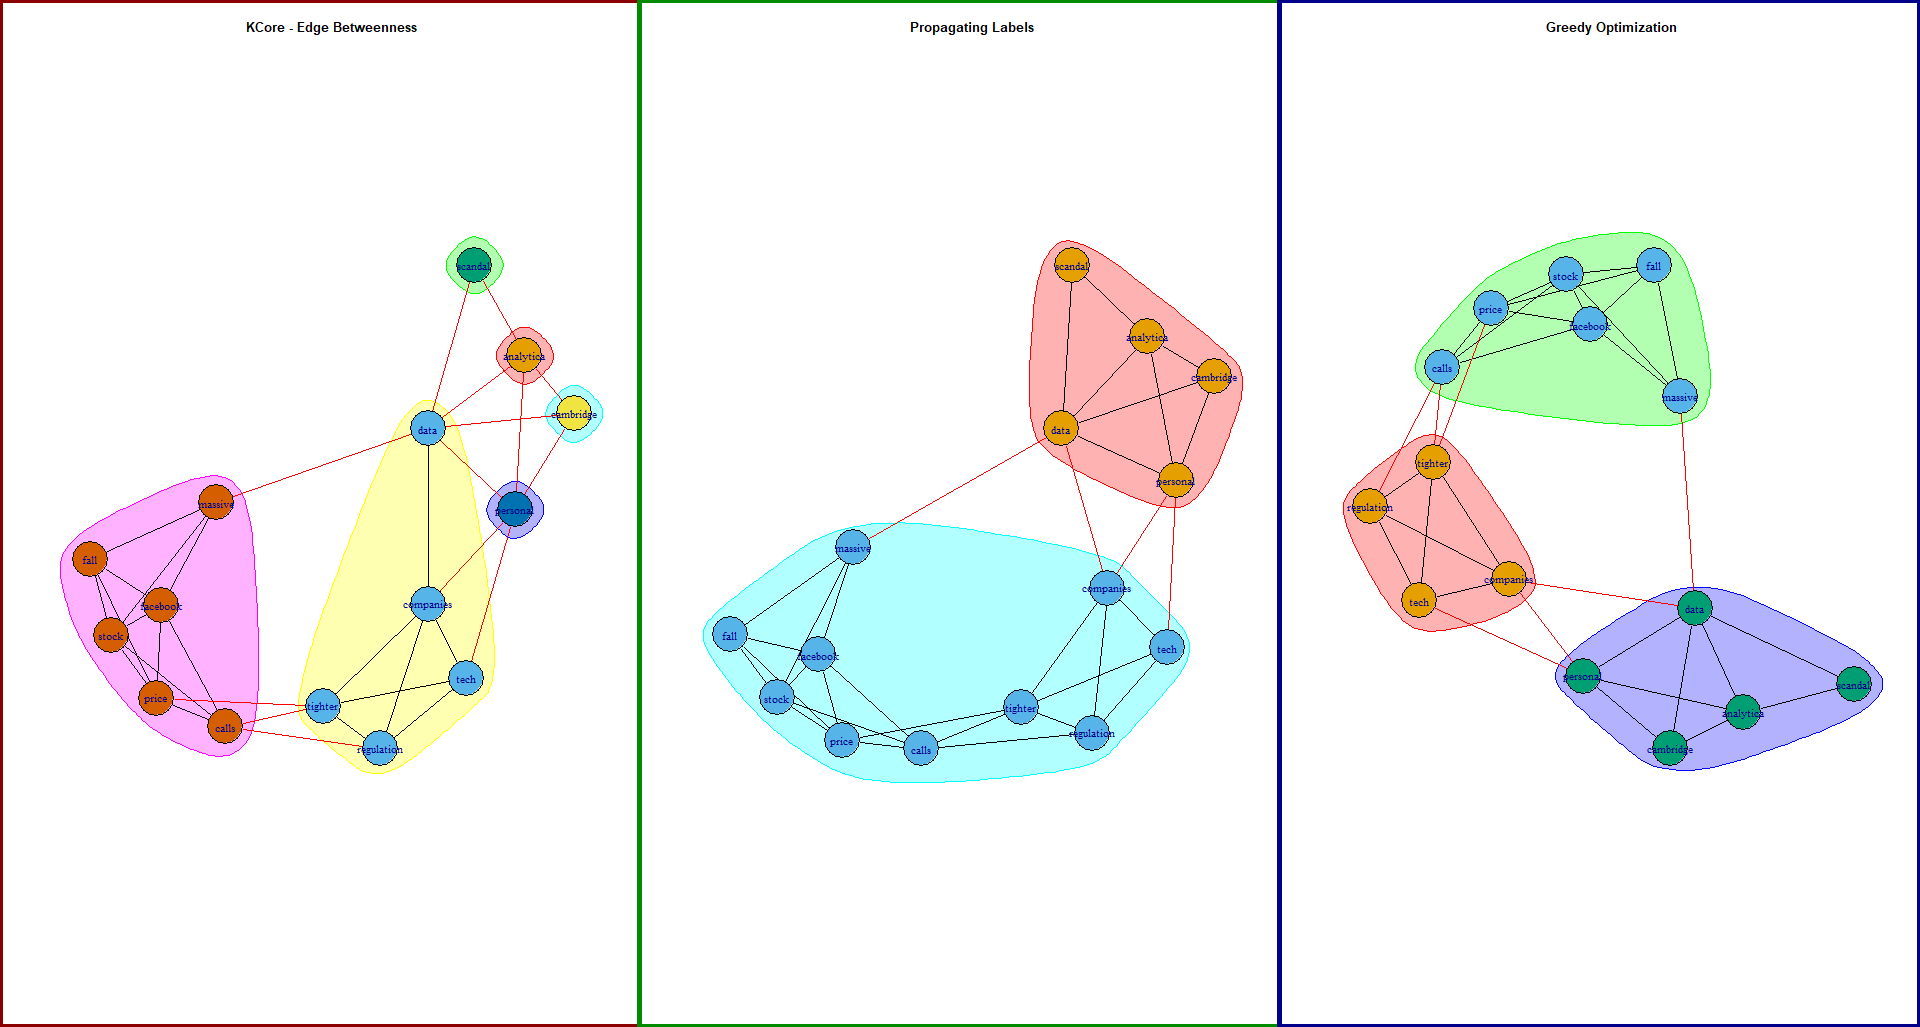 KCore - Edge Betweenness
scandal
analytica
cambridge
data
massive
personal
fall
facebook
companies
stock
tech
price
tighter
calls
regulation
Propagating Labels
scandal
analytica
cambridge
data
personal
massive
companies
fall
facebook
tech
stock
tighter
regulation
price
calls
Greedy Optimization
fall
stock
price
facebook
calls
massive
tighter
regulation
companies
tech
data
personal
scandal
analytica
cambridge